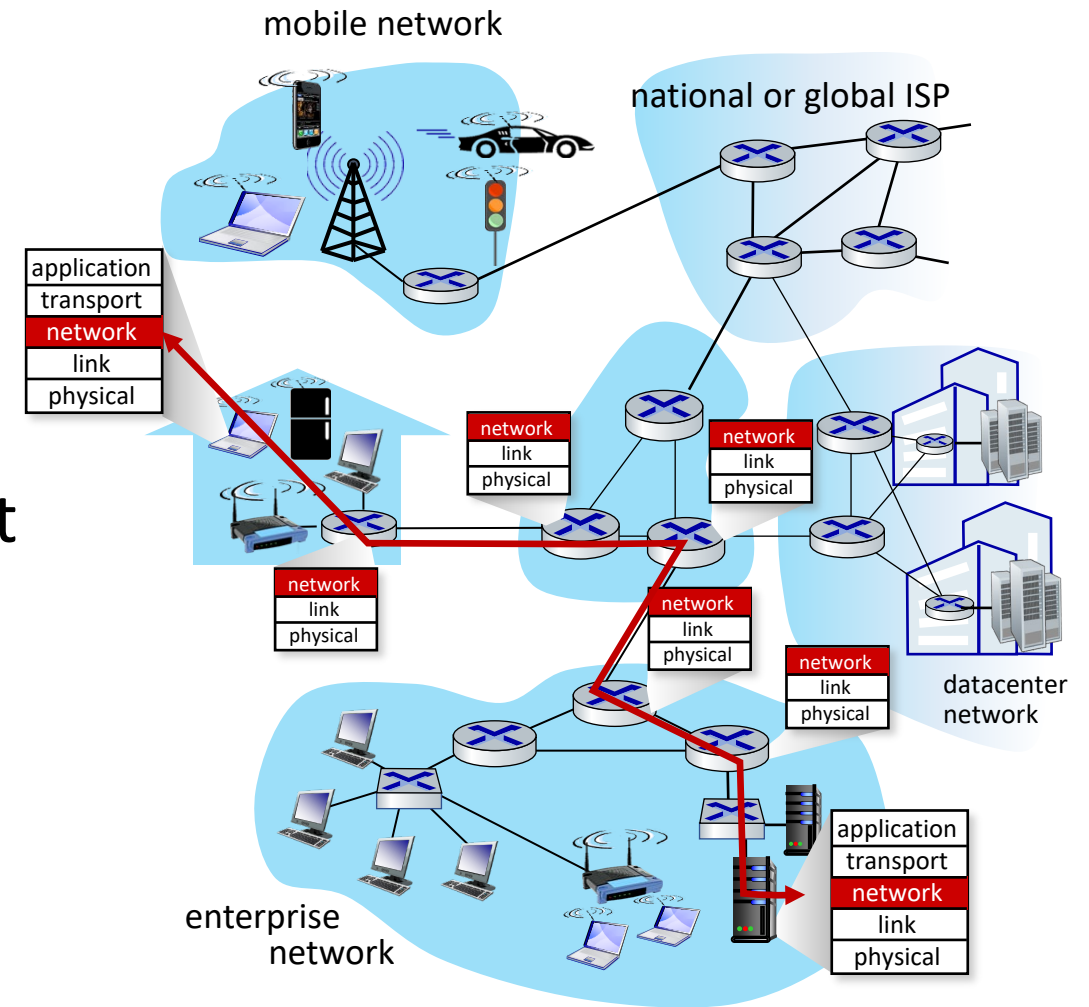 mobile network
national or global ISP
application
transport
network
link
physical
network
link
physical
network
link
physical
t
network
link
physical
network
link
physical
network
link
physical
datacenter
network
application
transport
network
link
physical
enterprise
network